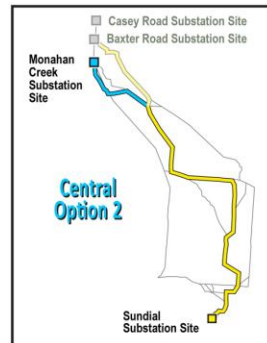 Casey Road Substation Site
Baxter Road Substation Site
Monahan
Creek
Substation
Site
Central
Option 2
Sundial
Substation Site